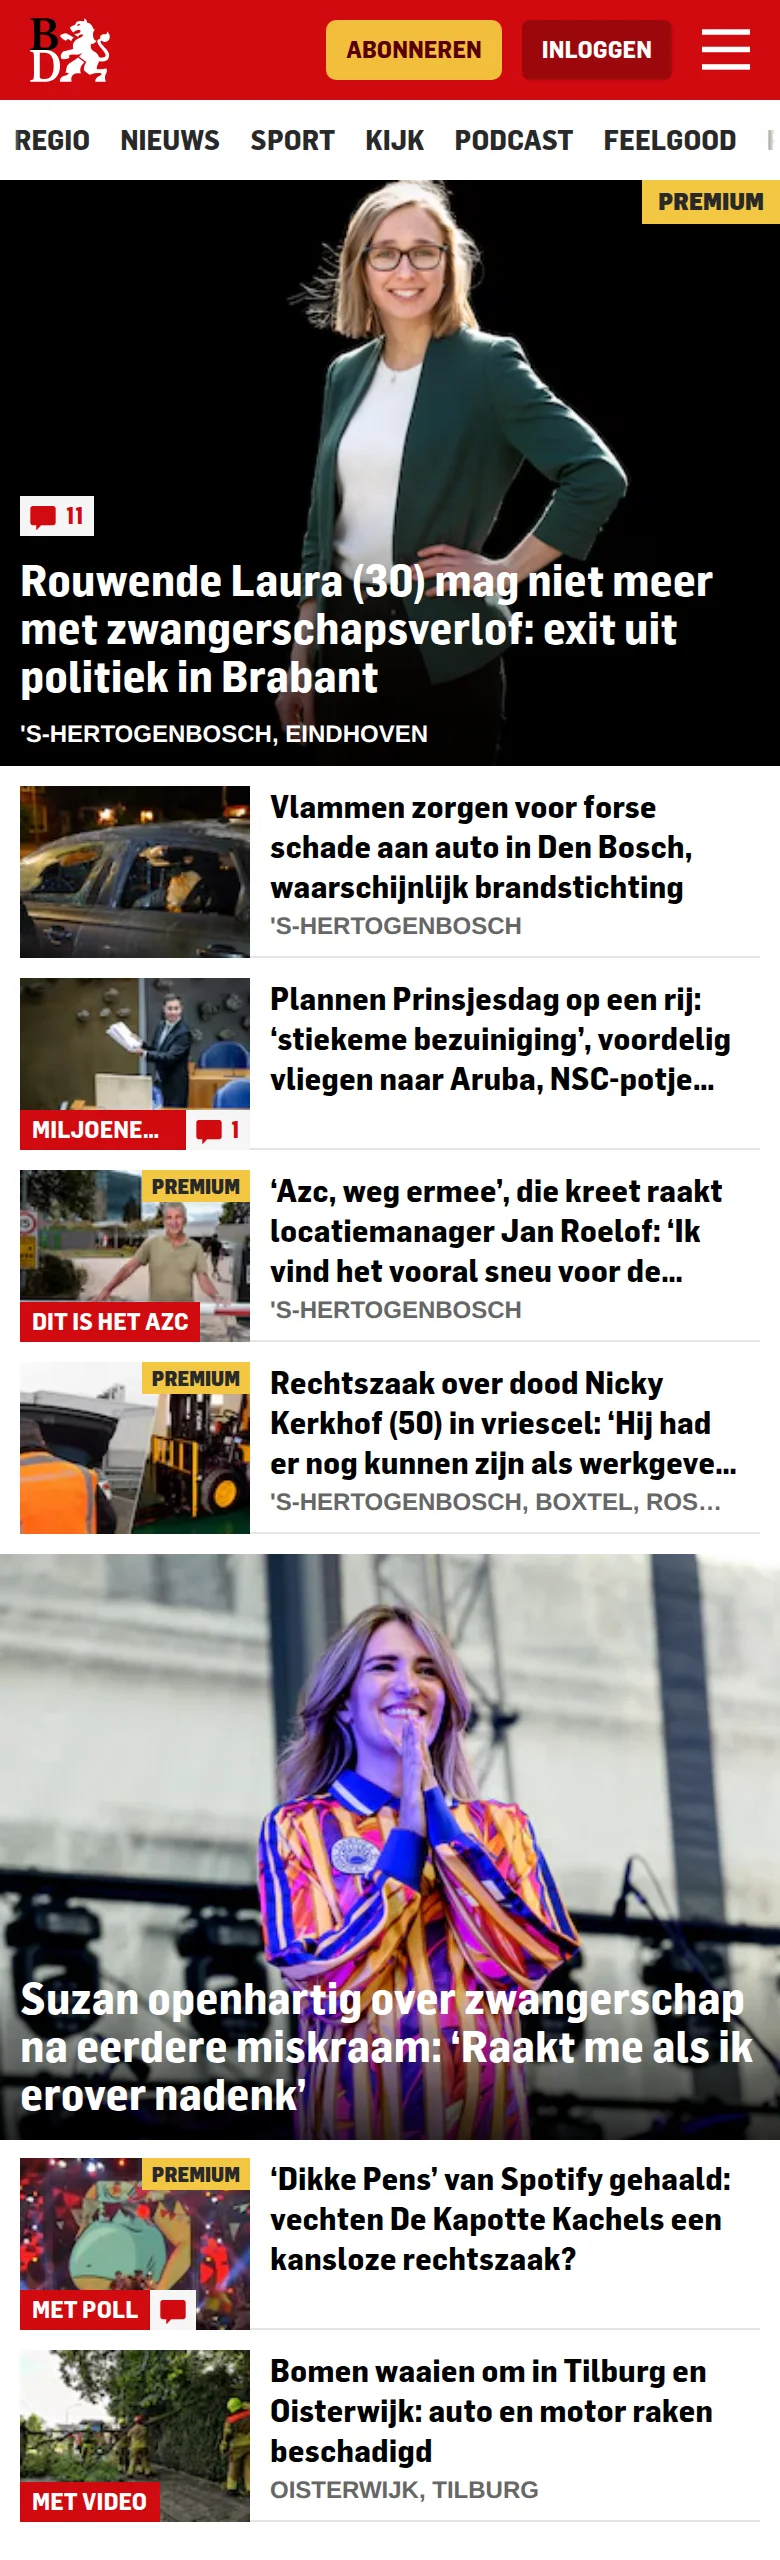 B
D
ABONNEREN
INLOGGEN
REGIO NIEUWS SPORT KIJK PODCAST FEELGOOD
PREMIUM
11
Rouwende Laura (30) mag niet meer
met zwangerschapsverlof: exit uit
politiek in Brabant
'S-HERTOGENBOSCH, EINDHOVEN
Vlammen zorgen voor forse
schade aan auto in Den Bosch,
waarschijnlijk brandstichting
'S-HERTOGENBOSCH
Plannen Prinsjesdag op een rij:
‘stiekeme bezuiniging’, voordelig
vliegen naar Aruba, NSC-potje...
MILJOENE...
1
PREMIUM
‘Azc, weg ermee’, die kreet raakt
locatiemanager Jan Roelof: ‘Ik
vind het vooral sneu voor de...
'S-HERTOGENBOSCH
DIT IS HET AZC
PREMIUM
Rechtszaak over dood Nicky
Kerkhof (50) in vriescel: ‘Hij had
er nog kunnen zijn als werkgeve...
'S-HERTOGENBOSCH, BOXTEL, ROS...
Suzan openhartig over zwangerschap
na eerdere miskraam: ‘Raakt me als ik
erover nadenk’
PREMIUM
‘Dikke Pens’ van Spotify gehaald:
vechten De Kapotte Kachels een
kansloze rechtszaak?
MET POLL
Bomen waaien om in Tilburg en
Oisterwijk: auto en motor raken
beschadigd
OISTERWIJK, TILBURG
MET VIDEO